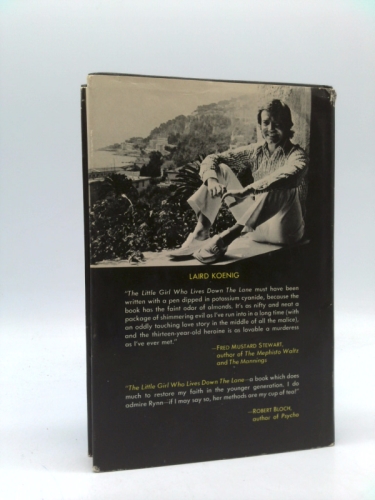 LAIRD KOENIG
"The Little Girl Who Lives Down The Lane must have been
written with a pen dipped in potassium cyanide, because the
book has the faint odor of almonds. It's as nifty and neat a
package of shimmering evil as I've run into in a long time (with
an oddly touching love story in the middle of all the malice),
and the thirteen-year-old heroine is as lovable a murderess
as I've ever met."
—FRED MUSTARD STEWART,
author of The Mephisto Waltz
and The Mannings
"The Little Girl Who Lives Down The Lane—a book which does
much to restore my faith in the younger generation. I do
admire Rynn—if I may say so, her methods are my cup of tea!"
—ROBERT BLOCH,
author of Psycho